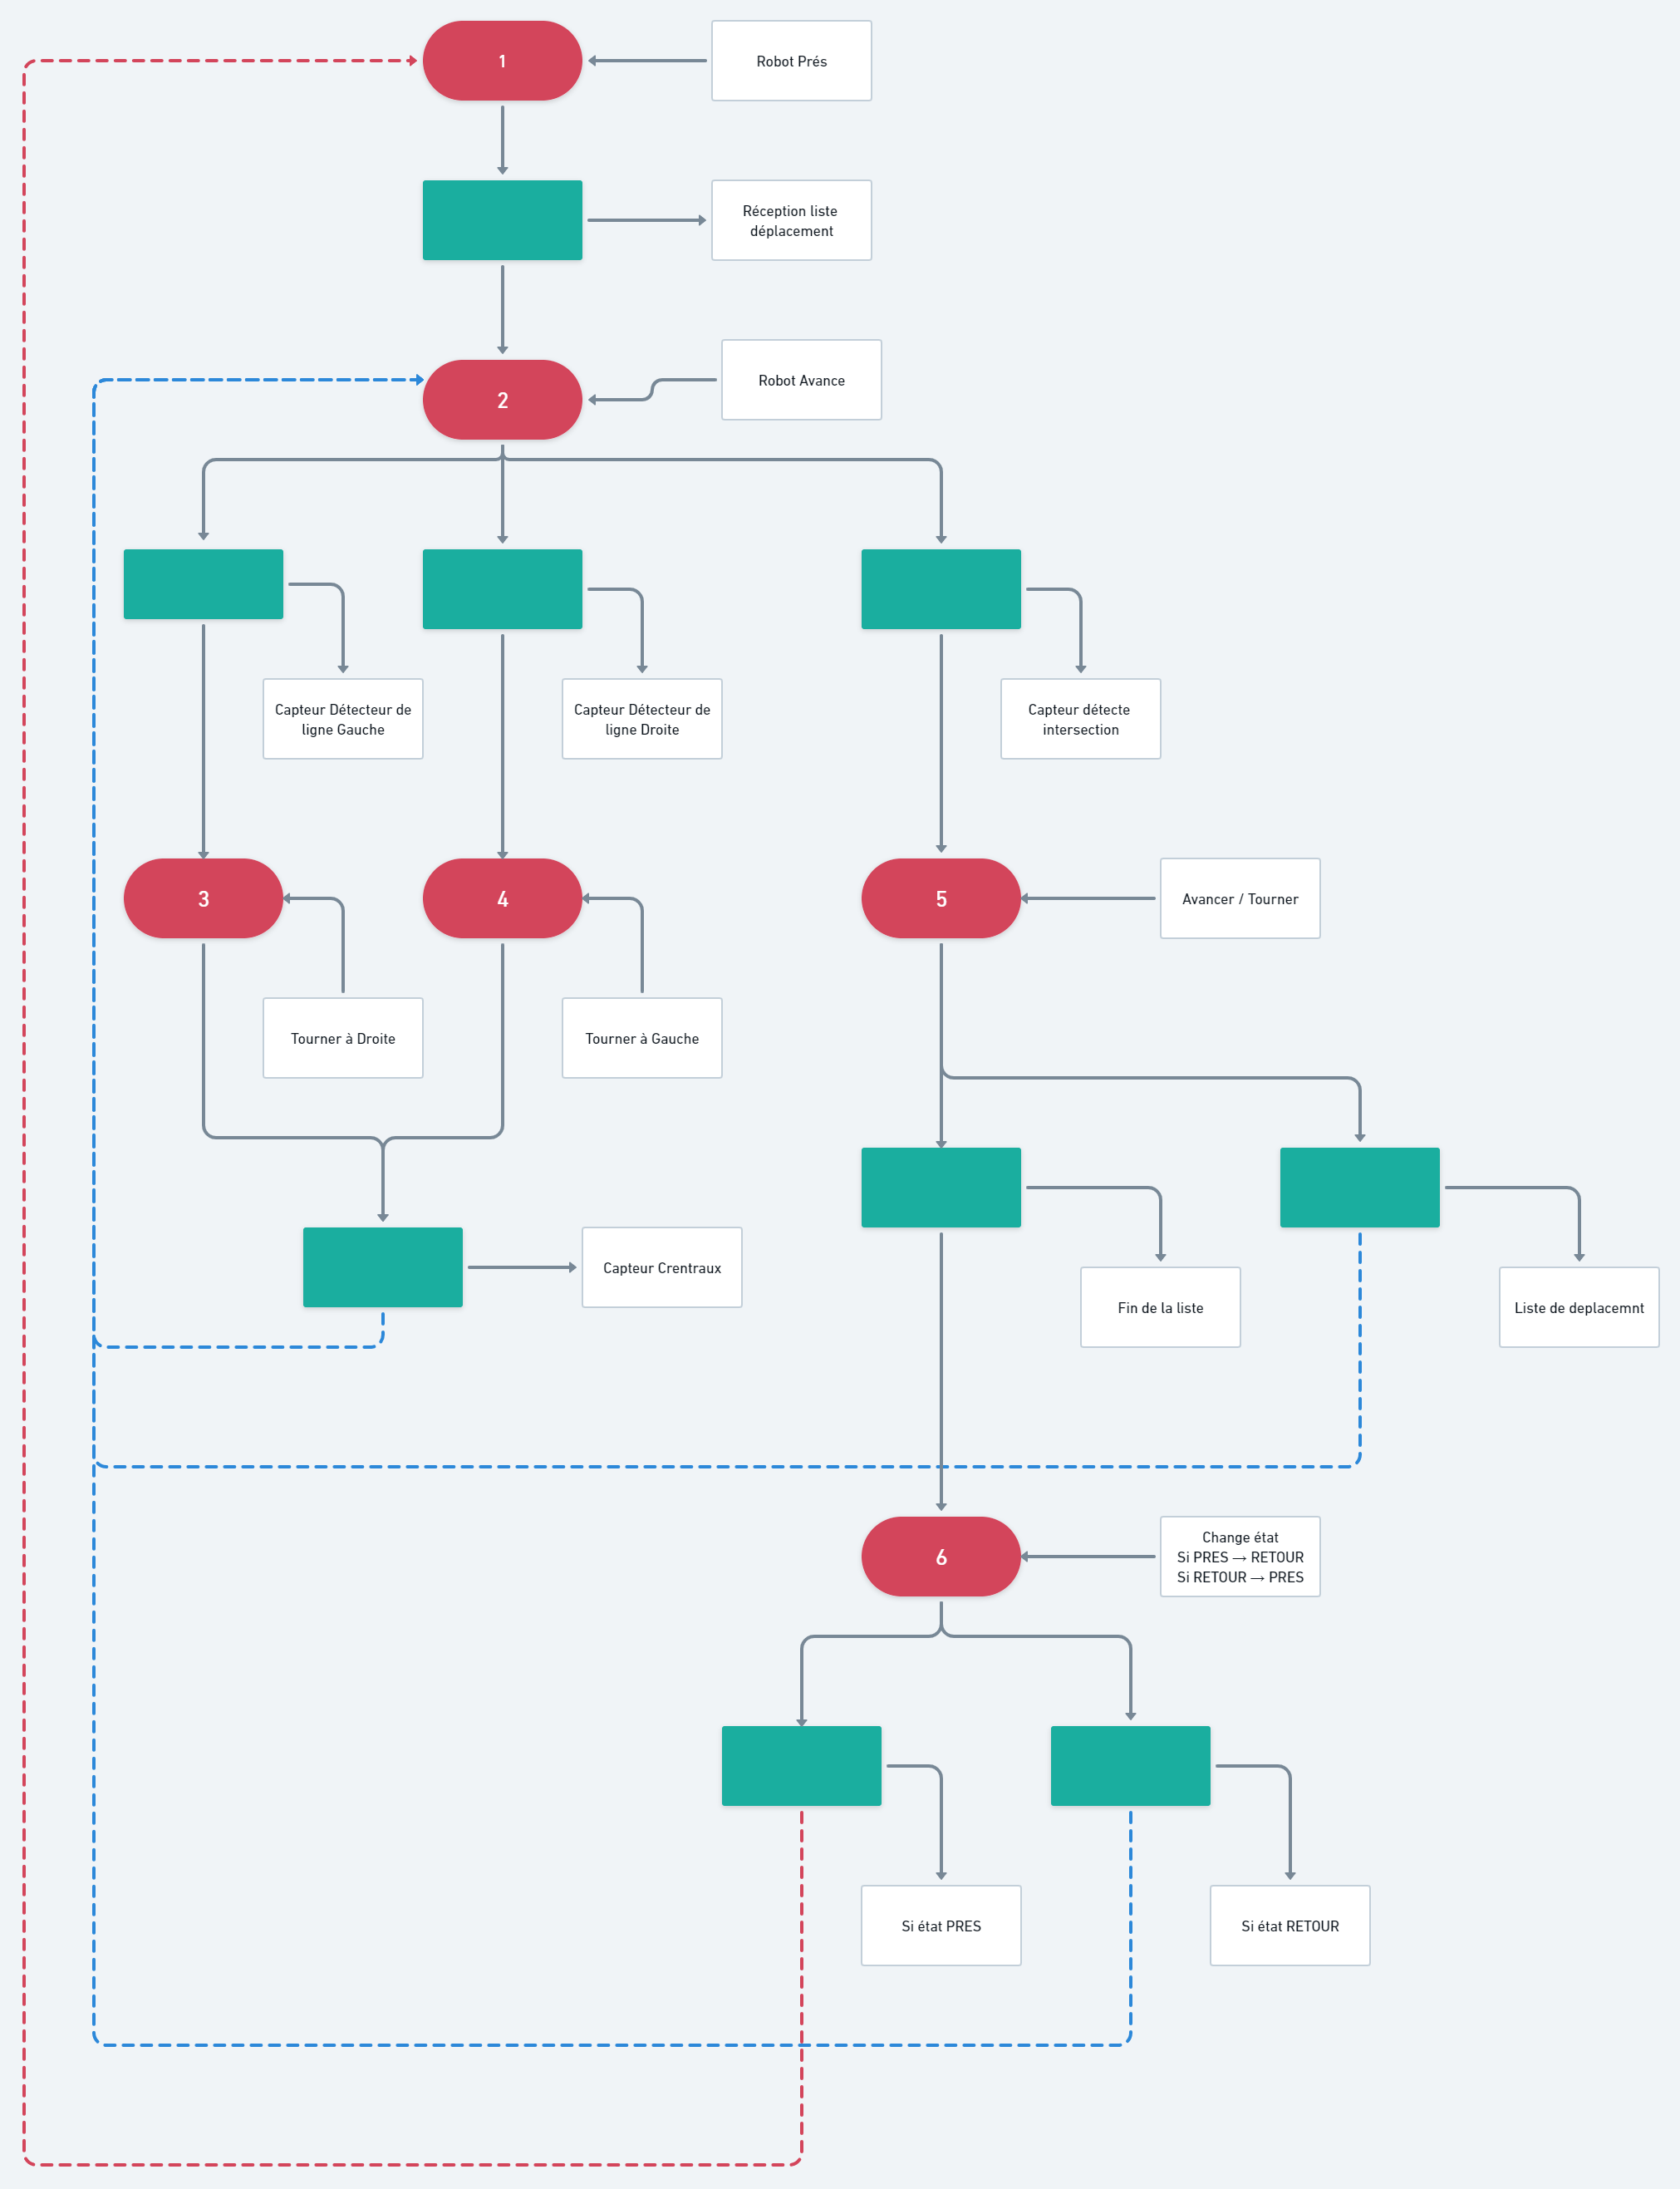 1
Robot Prés
Réception liste
déplacement
2
Robot Avance
Capteur Détecteur de
ligne Gauche
Capteur Détecteur de
ligne Droite
Capteur détecte
intersection
3
4
5
Avancer / Tourner
Tourner à Droite
Tourner à Gauche
Capteur Crentraux
Fin de la liste
Liste de deplacemnt
6
Change état
Si PRES → RETOUR
Si RETOUR → PRES
Si état PRES
Si état RETOUR